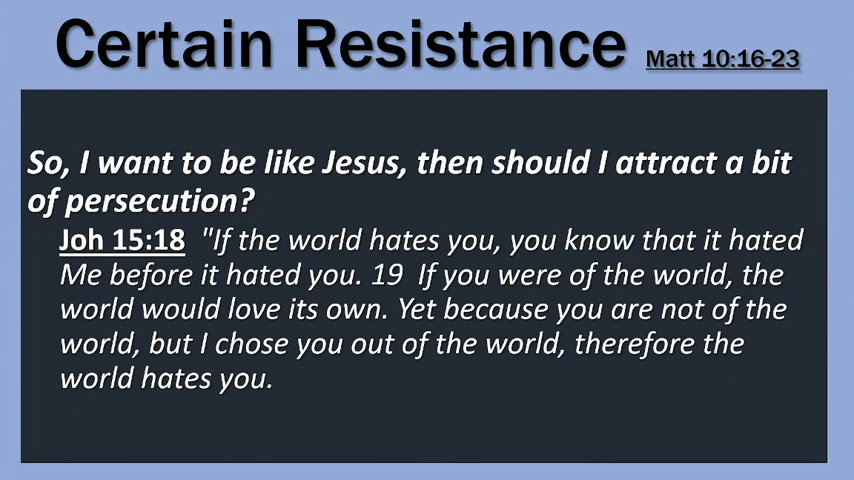 Certain Resistance Matt 10:16-23
So, I want to be like Jesus, then should I attract a bit
of persecution?
Joh 15:18 "If the world hates you, you know that it hated
Me before it hated you. 19 If you were of the world, the
world would love its own. Yet because you are not of the
world, but I chose you out of the world, therefore the
world hates you.